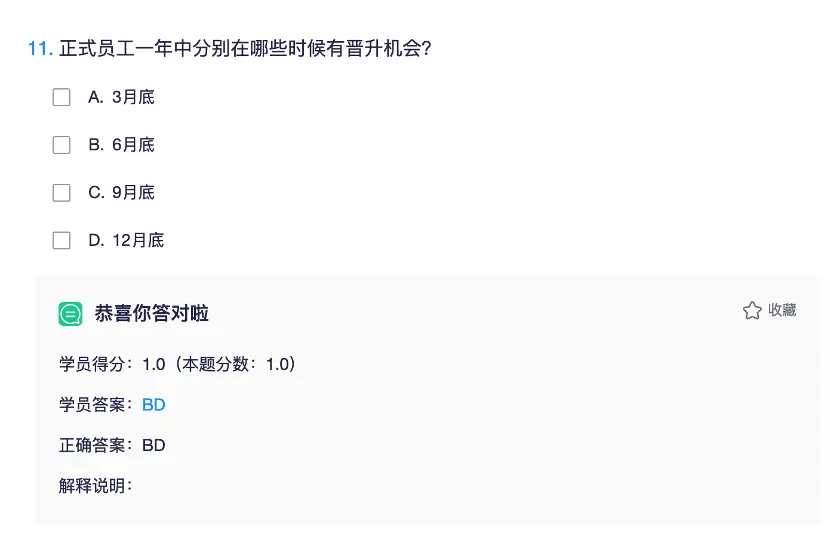 11. 正式员工一年中分别在哪些时候有晋升机会?
A. 3月底
B. 6月底
C. 9月底
D. 12月底
恭喜你答对啦
收藏
学员得分：1.0（本题分数：1.0）
学员答案：BD
正确答案：BD
解释说明：